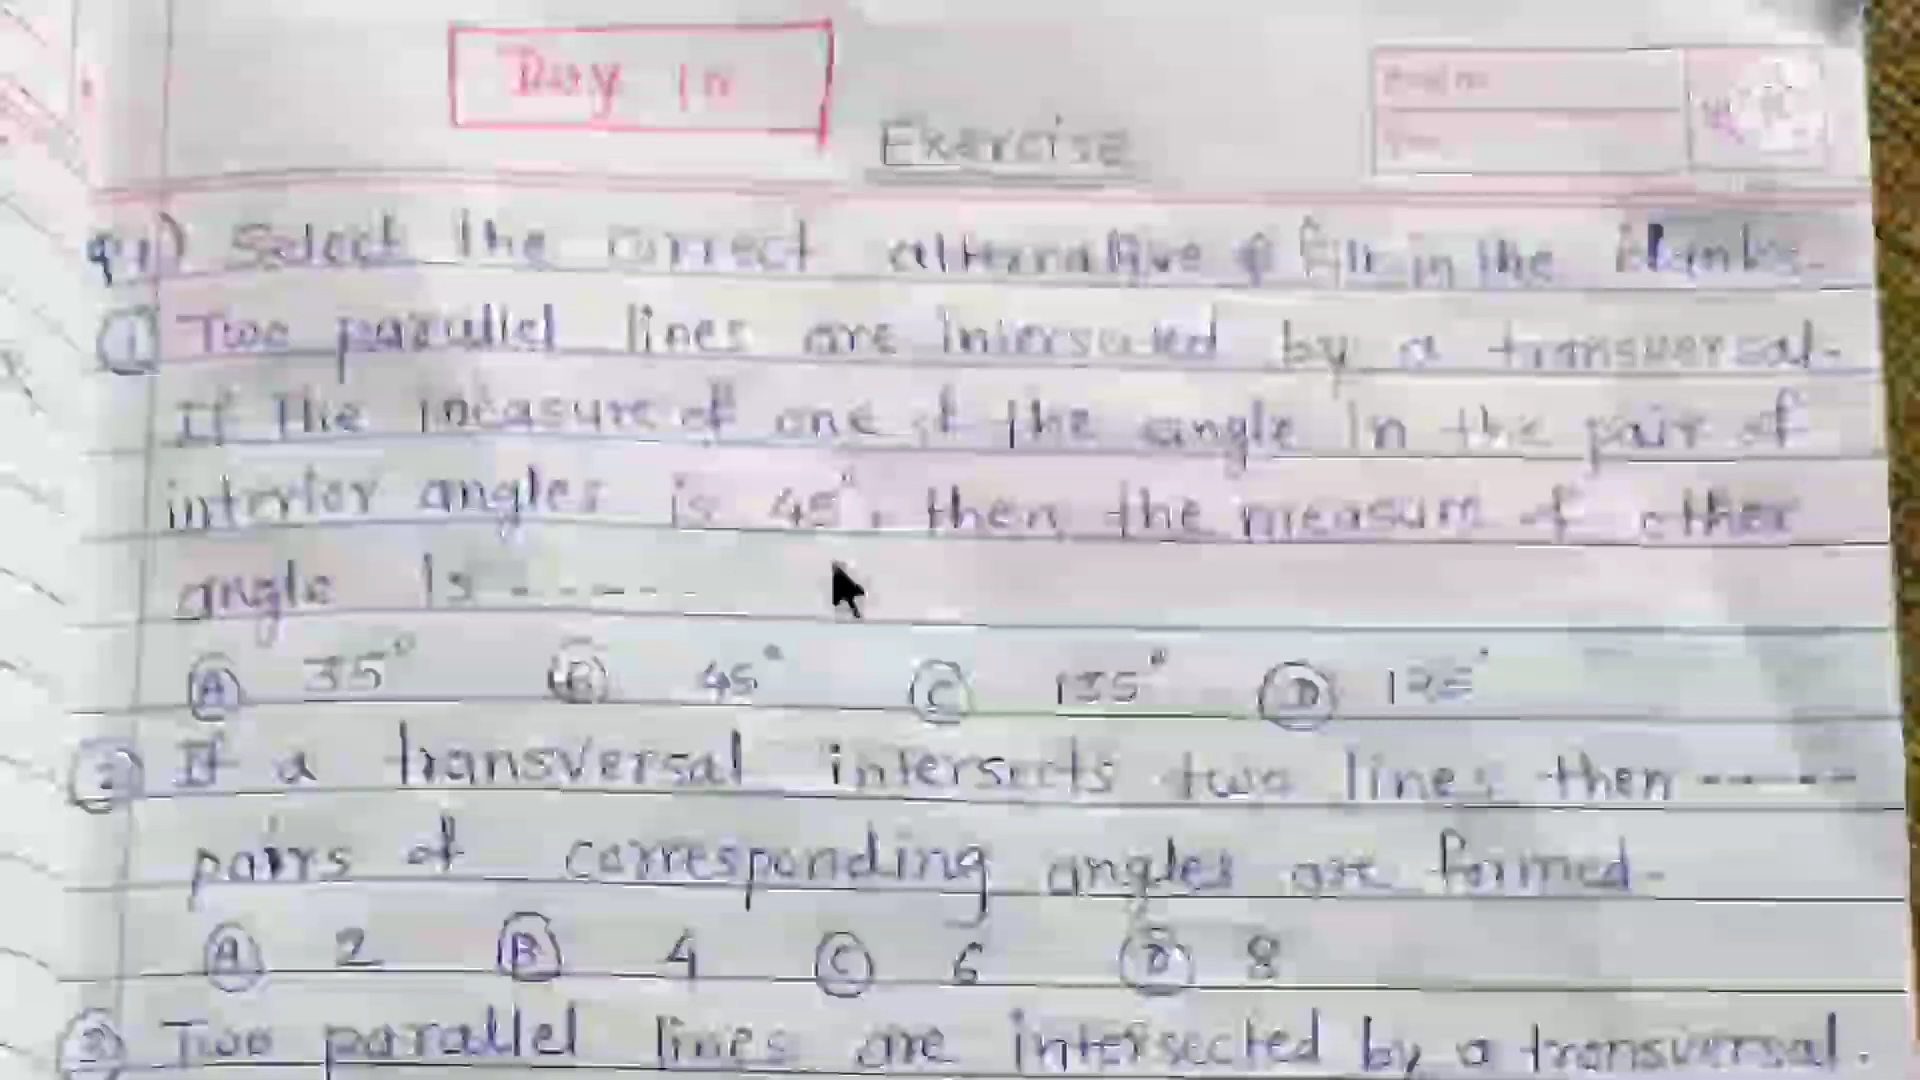 Day
Exercise
Q.1) Select the correct alternative & fill in the blanks.
① Two parallel lines are intersected by a transversal.
If the measure of one of the angle in the pair of
interior angles is 45°, then the measure of other
angle is ------
Ⓐ 35° Ⓑ 45° Ⓒ 135° Ⓓ
② If a transversal intersects two lines then -----
pairs of corresponding angles are formed.
Ⓐ 2 Ⓑ 4 Ⓒ 6 Ⓓ 8
③ Two parallel lines are intersected by a transversal.